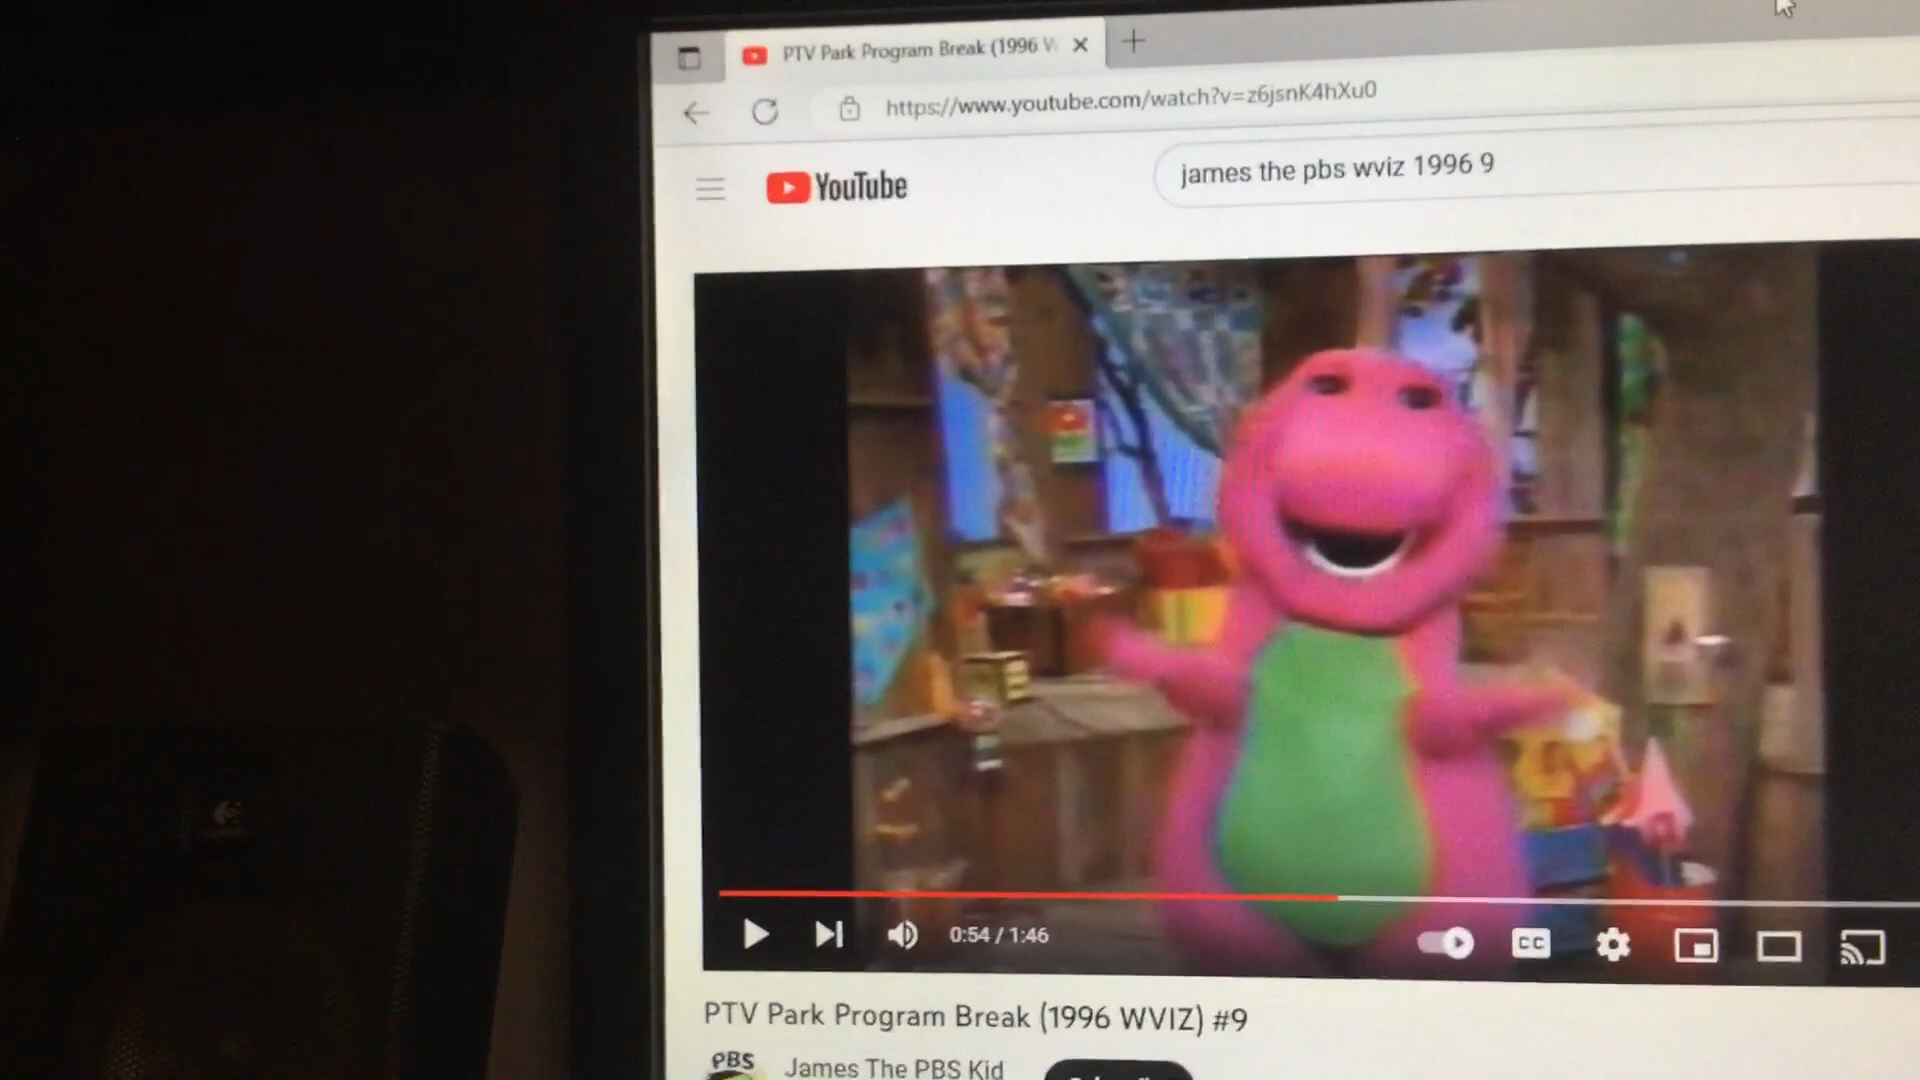 PTV Park Program Break (1996 W
https://www.youtube.com/watch?v=z6jsnK4hXu0
YouTube
james the pbs wviz 1996 9
0:54 / 1:46
CC
PTV Park Program Break (1996 WVIZ) #9
PBS
James The PBS Kid